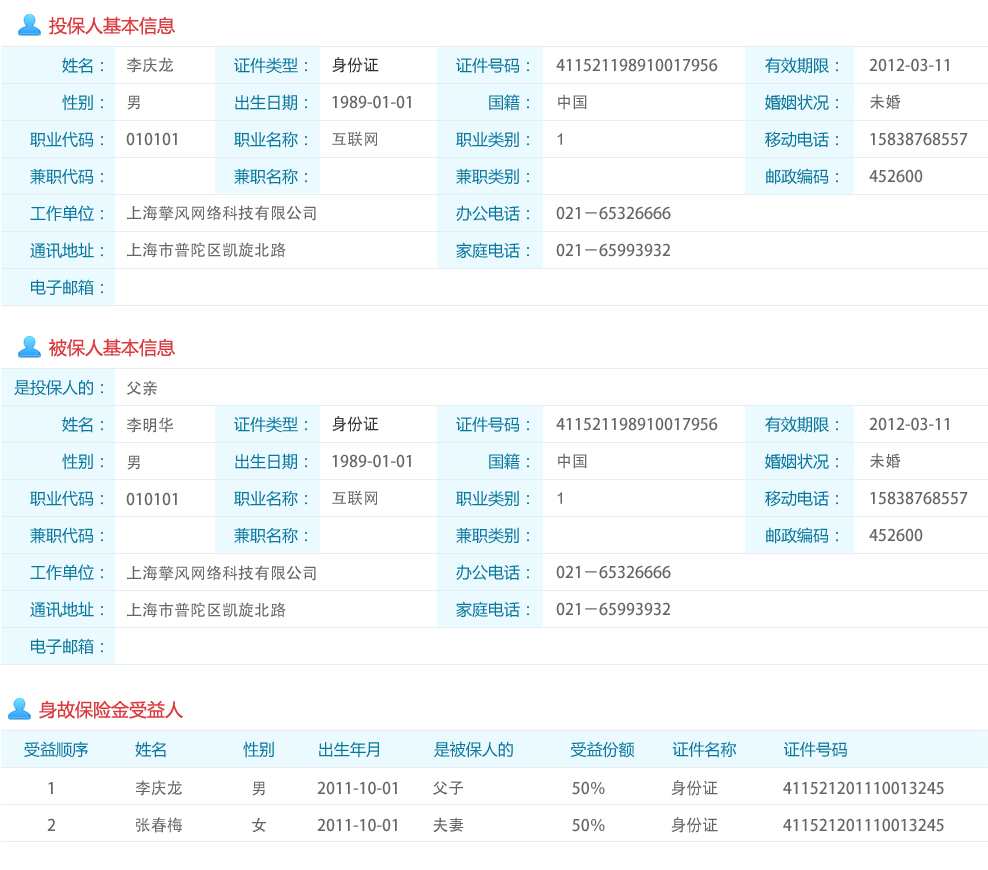 投保人基本信息
姓名： 李庆龙 证件类型： 身份证 证件号码： 411521198910017956 有效期限： 2012-03-11
性别： 男 出生日期： 1989-01-01 国籍： 中国 婚姻状况： 未婚
职业代码： 010101 职业名称： 互联网 职业类别： 1 移动电话： 15838768557
兼职代码： 兼职名称： 兼职类别： 邮政编码： 452600
工作单位： 上海擎风网络科技有限公司 办公电话： 021－65326666
通讯地址： 上海市普陀区凯旋北路 家庭电话： 021－65993932
电子邮箱：
被保人基本信息
是投保人的： 父亲
姓名： 李明华 证件类型： 身份证 证件号码： 411521198910017956 有效期限： 2012-03-11
性别： 男 出生日期： 1989-01-01 国籍： 中国 婚姻状况： 未婚
职业代码： 010101 职业名称： 互联网 职业类别： 1 移动电话： 15838768557
兼职代码： 兼职名称： 兼职类别： 邮政编码： 452600
工作单位： 上海擎风网络科技有限公司 办公电话： 021－65326666
通讯地址： 上海市普陀区凯旋北路 家庭电话： 021－65993932
电子邮箱：
身故保险金受益人
受益顺序 姓名 性别 出生年月 是被保人的 受益份额 证件名称 证件号码
1 李庆龙 男 2011-10-01 父子 50% 身份证 411521201110013245
2 张春梅 女 2011-10-01 夫妻 50% 身份证 411521201110013245